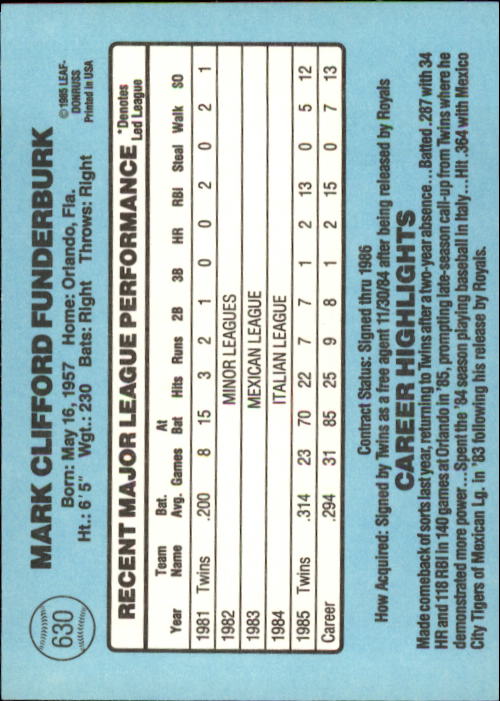 630
MARK CLIFFORD FUNDERBURK
Born: May 16, 1957 Home: Orlando, Fla.
Ht.: 6'5" Wgt.: 230 Bats: Right Throws: Right
© 1985 LEAF-
DONRUSS
Printed in USA
RECENT MAJOR LEAGUE PERFORMANCE
*Denotes
Led League
Team Bat. At
Year Name Avg. Games Bat Hits Runs 2B 3B HR RBI Steal Walk SO
1981 Twins .200 8 15 3 2 1 0 0 2 0 2 1
1982 MINOR LEAGUES
1983 MEXICAN LEAGUE
1984 ITALIAN LEAGUE
1985 Twins .314 23 70 22 7 7 1 2 13 0 5 12
Career .294 31 85 25 9 8 1 2 15 0 7 13
Contract Status: Signed thru 1986
How Acquired: Signed by Twins as a free agent 11/30/84 after being released by Royals
CAREER HIGHLIGHTS
Made comeback of sorts last year, returning to Twins after a two-year absence...Batted .287 with 34
HR and 118 RBI in 140 games at Orlando in '85, prompting late-season call-up from Twins where he
demonstrated more power...Spent the '84 season playing baseball in Italy...Hit .364 with Mexico
City Tigers of Mexican Lg. in '83 following his release by Royals.